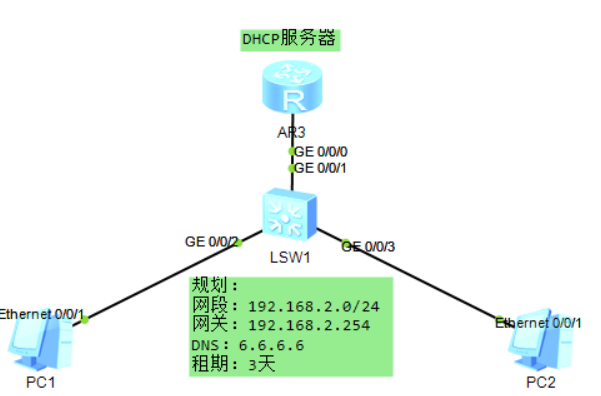 DHCP服务器
R
AR3
GE 0/0/0
GE 0/0/1
GE 0/0/2
GE 0/0/3
LSW1
规划：
网段：192.168.2.0/24
网关：192.168.2.254
DNS：6.6.6.6
租期：3天
Ethernet 0/0/1
Ethernet 0/0/1
PC1
PC2